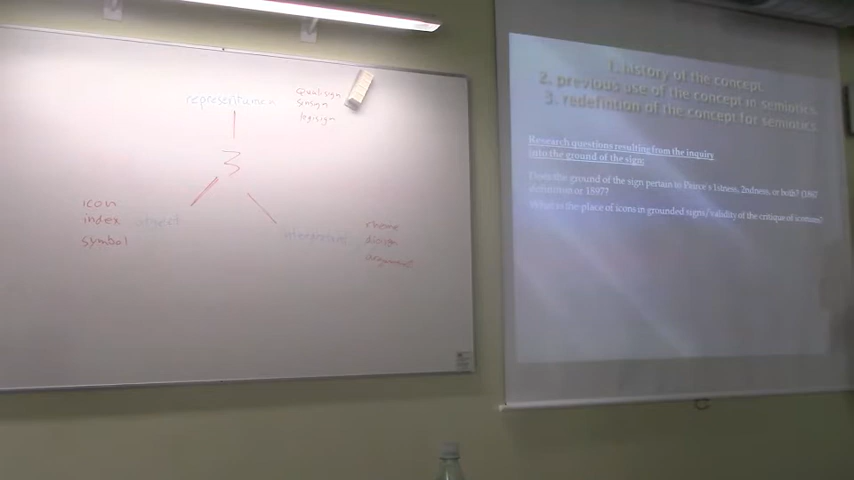 representumen
qualisign
sinsign
legisign
3
icon
index object
symbol
interpretant
rheme
dicisign
argument
1. history of the concept.
2. previous use of the concept in semiotics.
3. redefinition of the concept for semiotics.
Research questions resulting from the inquiry
into the ground of the sign:
Does the ground of the sign pertain to Peirce's 1stness, 2ndness, or both? (1867
definition or 1897?
What is the place of icons in grounded signs/validity of the critique of iconism?